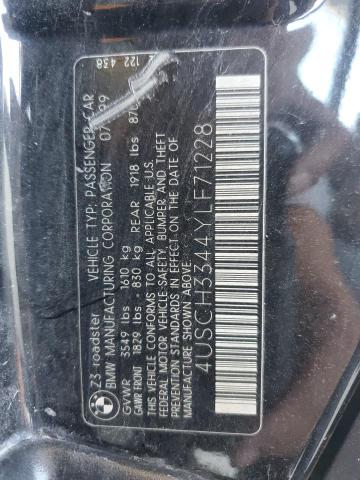 BMW
Z3-roadster VEHICLE TYP: PASSENGER CAR
BMW MANUFACTURING CORPORATION 07 99
GVWR 3549 lbs 1610 kg
GAWR FRONT 1829 lbs 830 kg REAR 1918 lbs 870
THIS VEHICLE CONFORMS TO ALL APPLICABLE U.S.
FEDERAL MOTOR VEHICLE SAFETY, BUMPER AND THEFT
PREVENTION STANDARDS IN EFFECT ON THE DATE OF
MANUFACTURE SHOWN ABOVE.
4USCH3344YLF71228
122 438